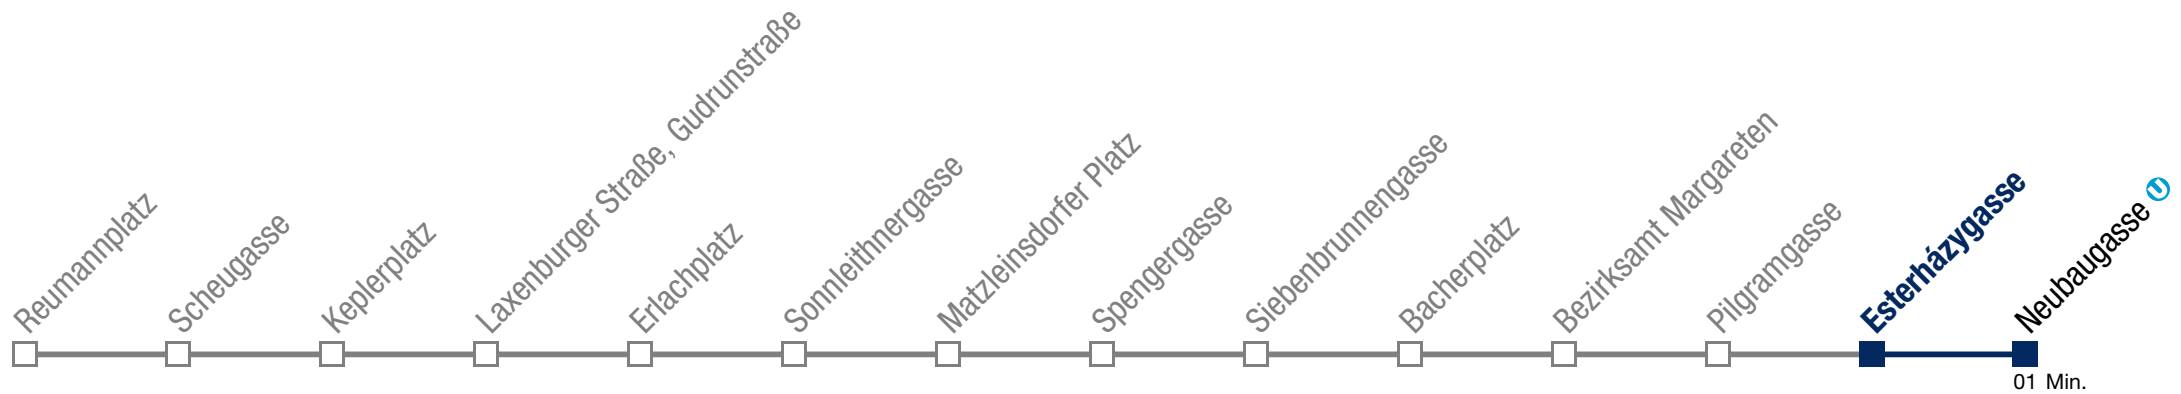 Reumannplatz
Scheugasse
Keplerplatz
Laxenburger Straße, Gudrunstraße
Erlachplatz
Sonnleithnergasse
Matzleinsdorfer Platz
Spengergasse
Siebenbrunnengasse
Bacherplatz
Bezirksamt Margareten
Pilgramgasse
Esterházygasse
Neubaugasse U
01 Min.